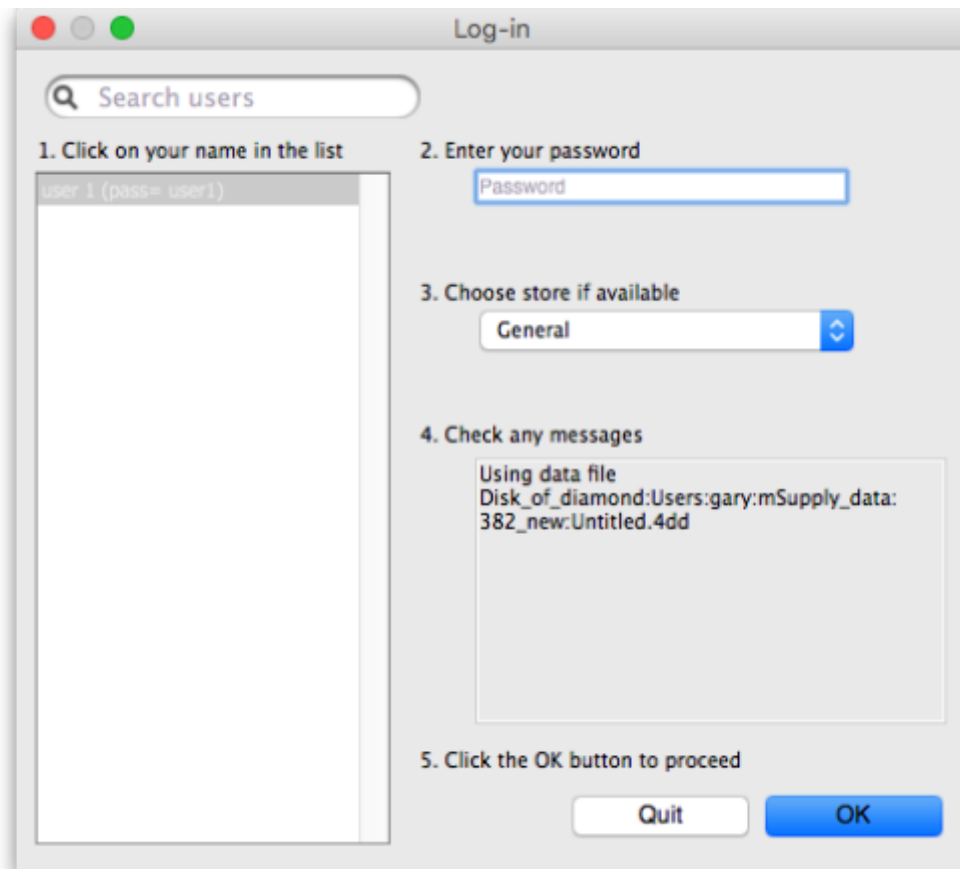 Log-in
Search users
1. Click on your name in the list
user 1 (pass= user1)
2. Enter your password
Password
3. Choose store if available
General
4. Check any messages
Using data file
Disk_of_diamond:Users:gary:mSupply_data:
382_new:Untitled.4dd
5. Click the OK button to proceed
Quit
OK